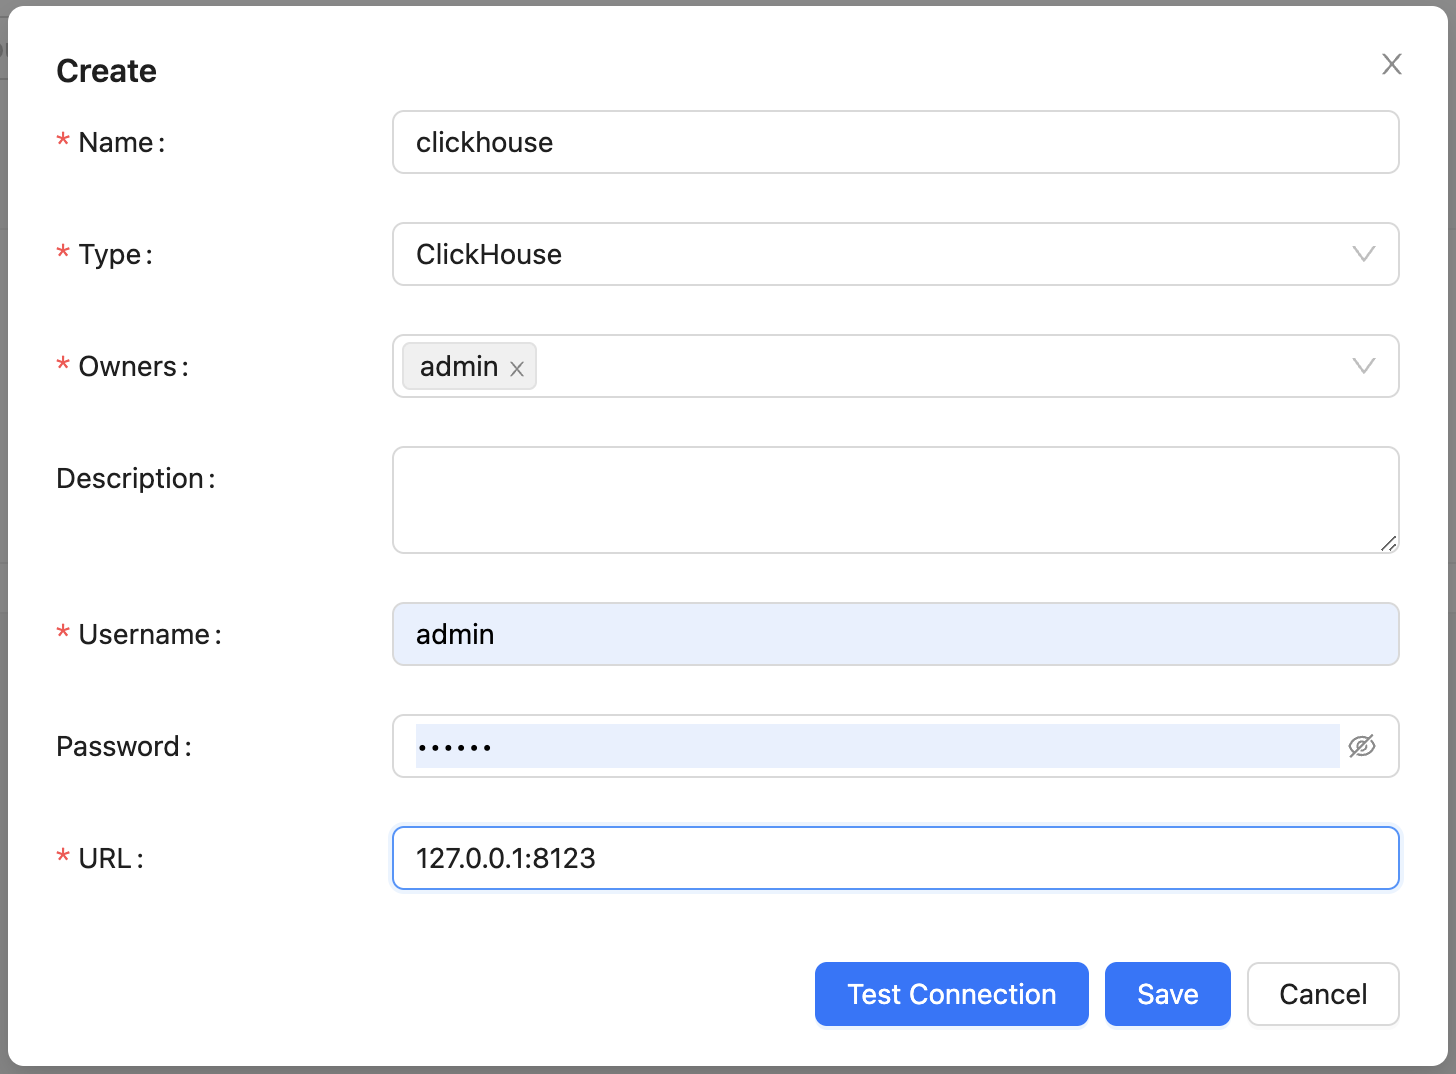 Create
* Name: clickhouse
* Type: ClickHouse
* Owners: admin
Description:
* Username: admin
Password: ••••••
* URL: 127.0.0.1:8123
Test Connection Save Cancel